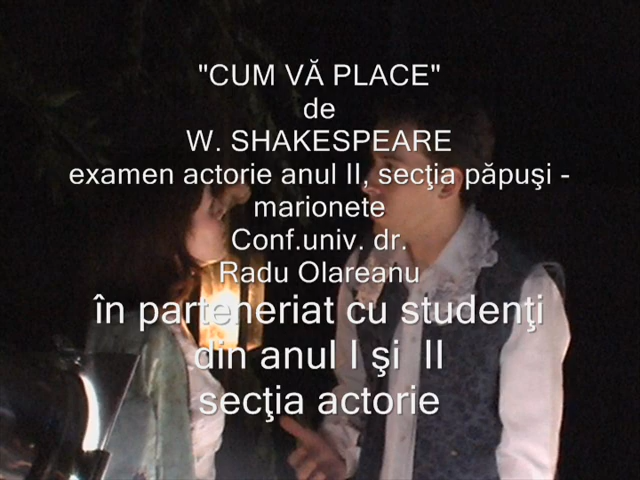 "CUM VĂ PLACE"
de
W. SHAKESPEARE
examen actorie anul II, secţia păpuşi -
marionete
Conf.univ. dr.
Radu Olareanu
în parteneriat cu studenţi
din anul I şi  II
secţia actorie